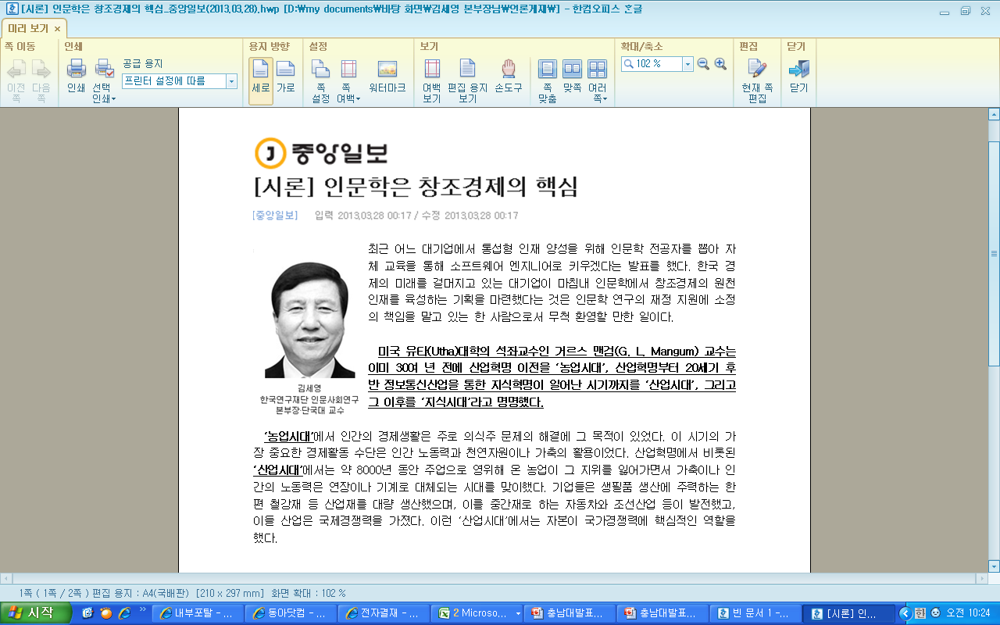 [시론] 인문학은 창조경제의 핵심_중앙일보(2013.03.28).hwp [D:₩my documents₩바탕 화면₩김세영 본부장님₩언론게재₩] - 한컴오피스 한글
미리 보기 ×
쪽 이동 인쇄 용지 방향 설정 보기 확대/축소 편집 닫기
이전 쪽 다음 쪽 인쇄 선택 인쇄 공급 용지 프린터 설정에 따름 세로 가로 쪽 설정 쪽 여백 워터마크 여백 보기 편집 용지 보기 손도구 쪽 맞춤 맞쪽 여러 쪽 102 % 현재 쪽 편집 닫기
J 중앙일보
[시론] 인문학은 창조경제의 핵심
[중앙일보] 입력 2013.03.28 00:17 / 수정 2013.03.28 00:17
최근 어느 대기업에서 통섭형 인재 양성을 위해 인문학 전공자를 뽑아 자
체 교육을 통해 소프트웨어 엔지니어로 키우겠다는 발표를 했다. 한국 경
제의 미래를 걸머지고 있는 대기업이 마침내 인문학에서 창조경제의 원천
인재를 육성하는 기획을 마련했다는 것은 인문학 연구의 재정 지원에 소정
의 책임을 맡고 있는 한 사람으로서 무척 환영할 만한 일이다.
미국 유타(Utha)대학의 석좌교수인 거르스 맨검(G. L. Mangum) 교수는
이미 30여 년 전에 산업혁명 이전을 ‘농업시대’, 산업혁명부터 20세기 후
반 정보통신산업을 통한 지식혁명이 일어난 시기까지를 ‘산업시대’, 그리고
그 이후를 ‘지식시대’라고 명명했다.
김세영
한국연구재단 인문사회연구
본부장·단국대 교수
‘농업시대’에서 인간의 경제생활은 주로 의식주 문제의 해결에 그 목적이 있었다. 이 시기의 가
장 중요한 경제활동 수단은 인간 노동력과 천연자원이나 가축의 활용이었다. 산업혁명에서 비롯된
‘산업시대’에서는 약 8000년 동안 주업으로 영위해 온 농업이 그 지위를 잃어가면서 가축이나 인
간의 노동력은 연장이나 기계로 대체되는 시대를 맞이했다. 기업들은 생필품 생산에 주력하는 한
편 철강재 등 산업재를 대량 생산했으며, 이를 중간재로 하는 자동차와 조선산업 등이 발전했고,
이들 산업은 국제경쟁력을 가졌다. 이런 ‘산업시대’에서는 자본이 국가경쟁력에 핵심적인 역할을
했다.
1쪽 ( 1쪽 / 2쪽 ) 편집 용지 : A4(국배판) [210 x 297 mm] 화면 확대 : 102 %
시작 내부포탈 - ... 동아닷컴 - ... 전자결재 - ... 2 Microso... 충남대발표... 충남대발표... 빈 문서 1 -... [시론] 인... 한 오전 10:24